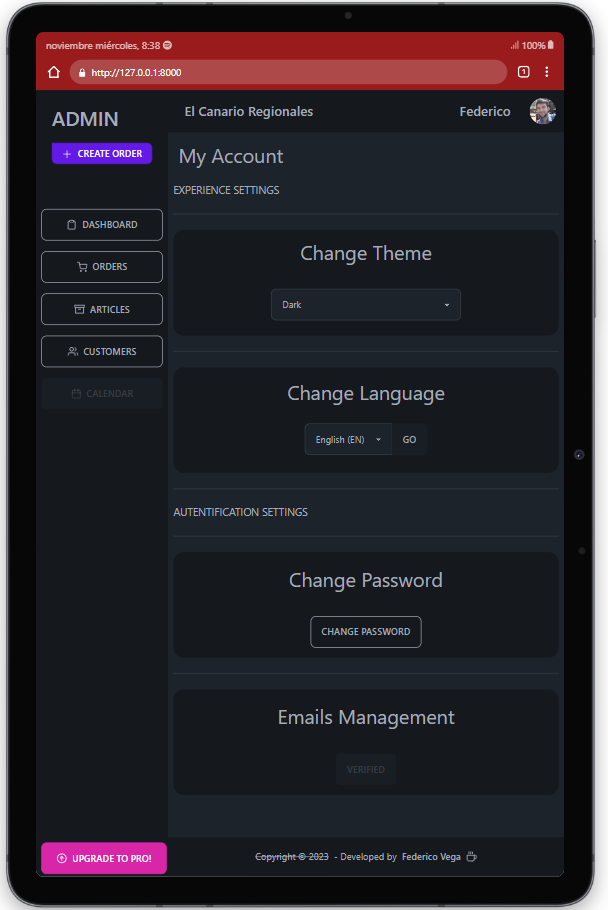 noviembre miércoles, 8:38
100%
http://127.0.0.1:8000
1
ADMIN
El Canario Regionales
Federico
+ CREATE ORDER
DASHBOARD
ORDERS
ARTICLES
CUSTOMERS
CALENDAR
My Account
EXPERIENCE SETTINGS
Change Theme
Dark
Change Language
English (EN)
GO
AUTENTIFICATION SETTINGS
Change Password
CHANGE PASSWORD
Emails Management
VERIFIED
UPGRADE TO PRO!
Copyright © 2023 - Developed by Federico Vega